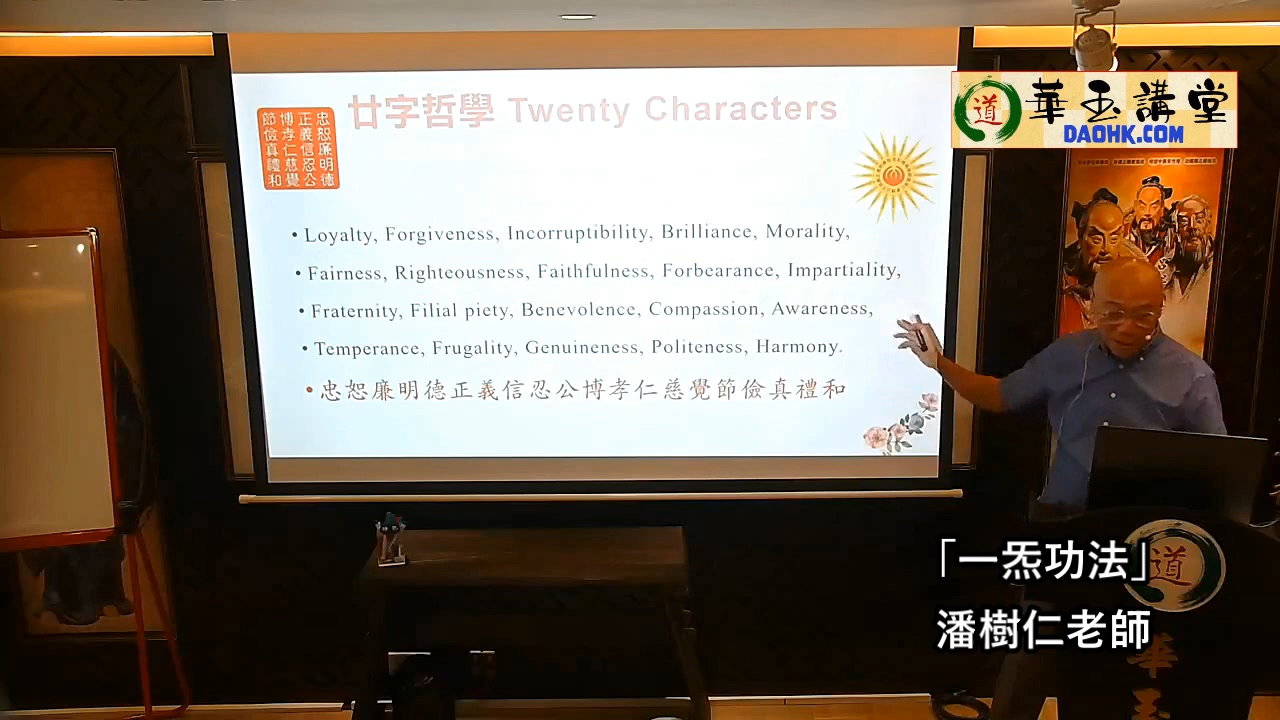 華玉講堂
DAOHK.COM
道
廿字哲學 Twenty Characters
節博正忠
儉孝義恕
真仁信廉
禮慈忍明
和覺公德
• Loyalty, Forgiveness, Incorruptibility, Brilliance, Morality,
• Fairness, Righteousness, Faithfulness, Forbearance, Impartiality,
• Fraternity, Filial piety, Benevolence, Compassion, Awareness,
• Temperance, Frugality, Genuineness, Politeness, Harmony.
• 忠恕廉明德正義信忍公博孝仁慈覺節儉真禮和
「一炁功法」
潘樹仁老師
道
華
玉